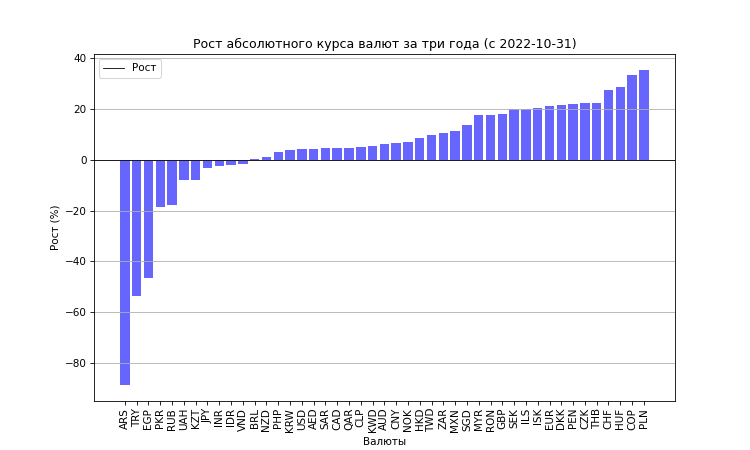 Рост абсолютного курса валют за три года (с 2022-10-31)
Рост
40
20
0
−20
−40
−60
−80
Рост (%)
ARS TRY EGP PKR RUB UAH KZT JPY INR IDR VND BRL NZD PHP KRW USD AED SAR CAD QAR CLP KWD AUD CNY NOK HKD TWD ZAR MXN SGD MYR RON GBP SEK ILS ISK EUR DKK PEN CZK THB CHF HUF COP PLN
Валюты